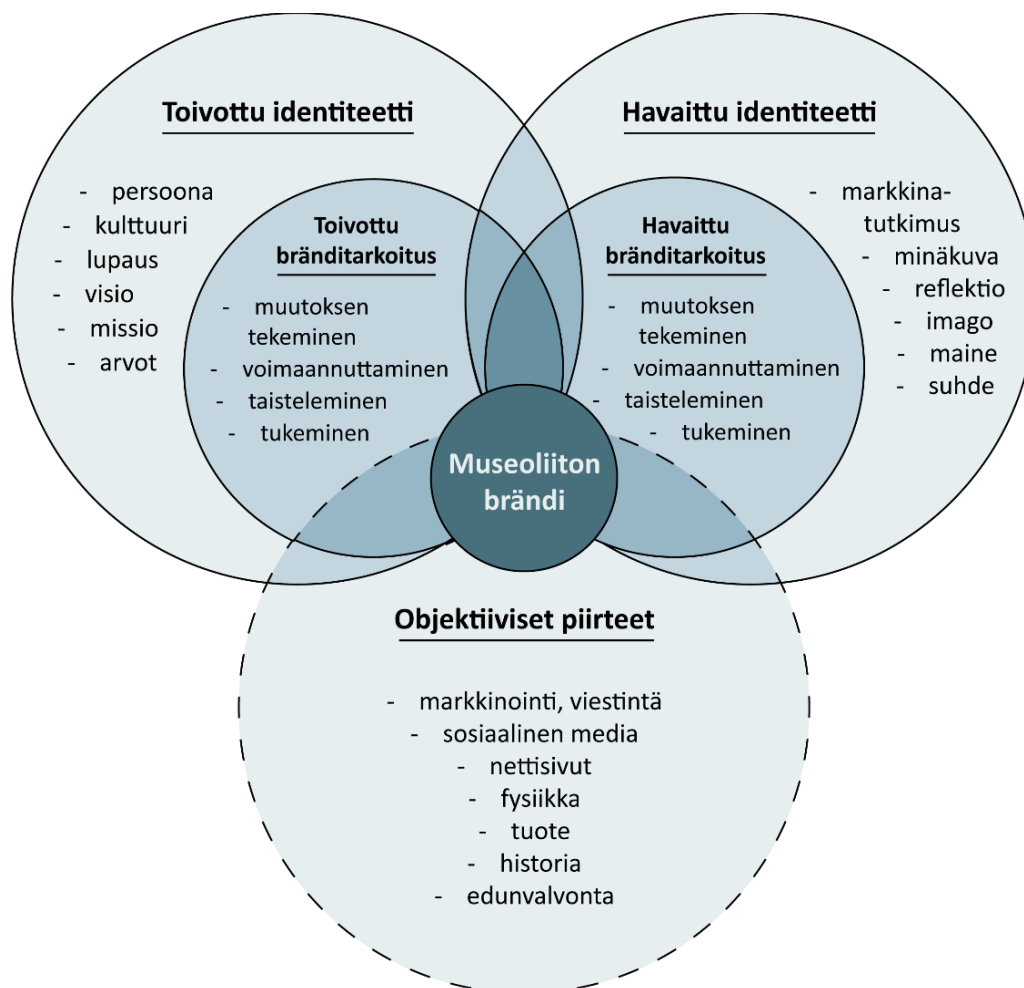 Toivottu identiteetti
- persoona
- kulttuuri
- lupaus
- visio
- missio
- arvot
Toivottu
bränditarkoitus
- muutoksen
tekeminen
- voimaannuttaminen
- taisteleminen
- tukeminen
Havaittu identiteetti
- markkina-
tutkimus
- minäkuva
- reflektio
- imago
- maine
- suhde
Havaittu
bränditarkoitus
- muutoksen
tekeminen
- voimaannuttaminen
- taisteleminen
- tukeminen
Museoliiton
brändi
Objektiiviset piirteet
- markkinointi, viestintä
- sosiaalinen media
- nettisivut
- fysiikka
- tuote
- historia
- edunvalvonta